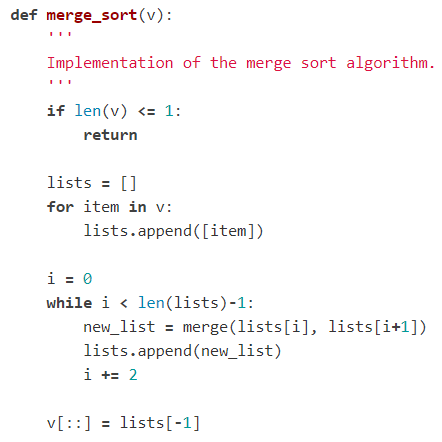 def merge_sort(v):
    '''
    Implementation of the merge sort algorithm.
    '''
    if len(v) <= 1:
        return

    lists = []
    for item in v:
        lists.append([item])

    i = 0
    while i < len(lists)-1:
        new_list = merge(lists[i], lists[i+1])
        lists.append(new_list)
        i += 2

    v[::] = lists[-1]